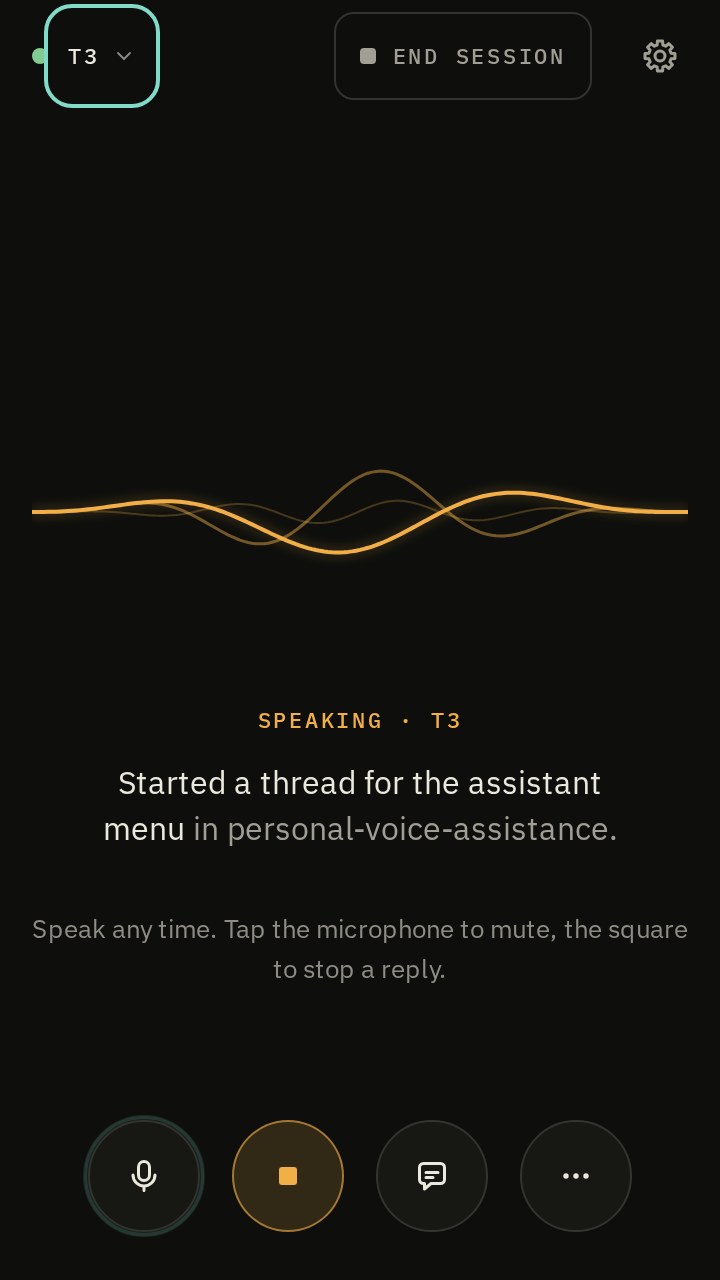 T3
END SESSION
SPEAKING · T3
Started a thread for the assistant
menu in personal-voice-assistance.
Speak any time. Tap the microphone to mute, the square
to stop a reply.